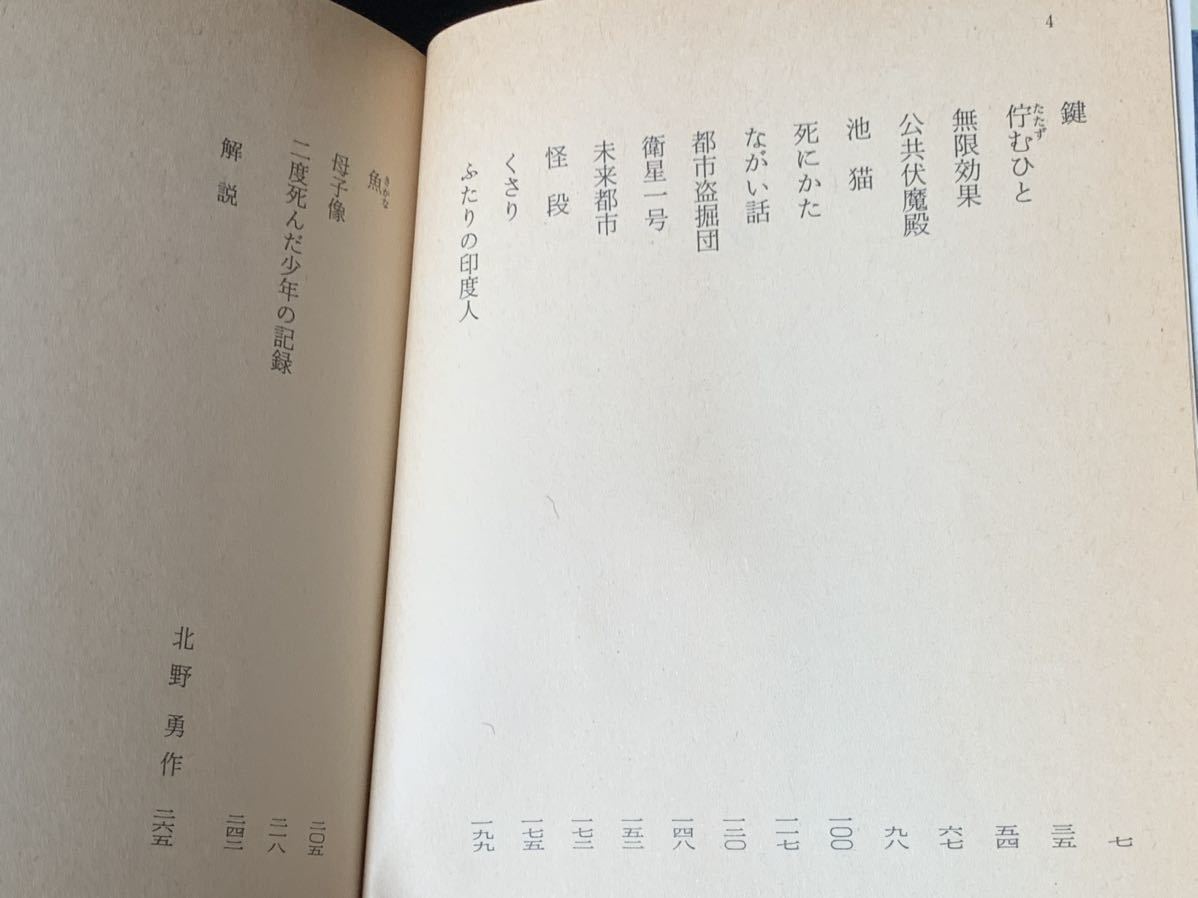 4
鍵 七
佇むひと 三五
たたず
無限効果 五四
公共伏魔殿 六七
池猫 九八
死にかた 一〇〇
ながい話 一一七
都市盗掘団 一二〇
衛星一号 一四八
未来都市 一五二
怪段 一七二
くさり 一七五
ふたりの印度人 一九九
魚 二〇五
さかな
母子像 二一八
二度死んだ少年の記録 二四二
解説 北野勇作 二六五